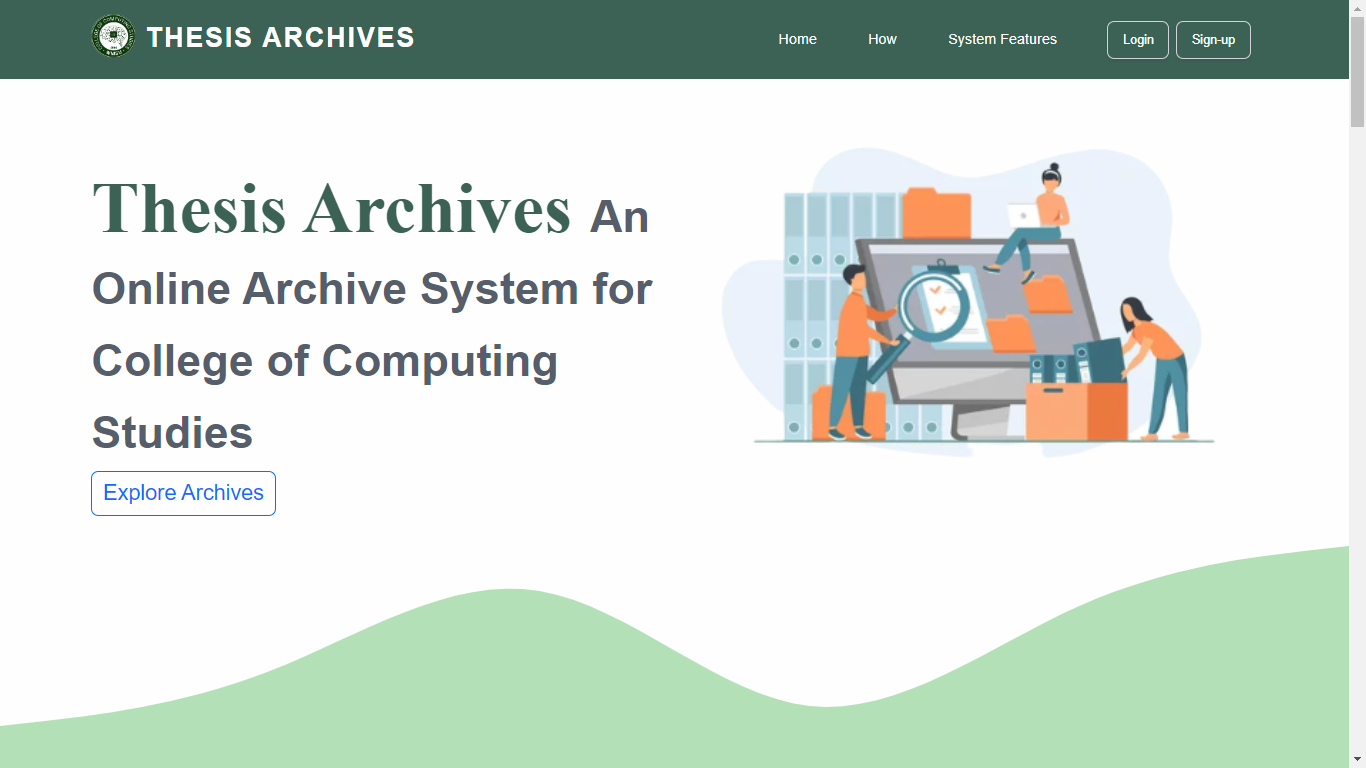 THESIS ARCHIVES
Home
How
System Features
Login
Sign-up
Thesis Archives An
Online Archive System for
College of Computing
Studies
Explore Archives